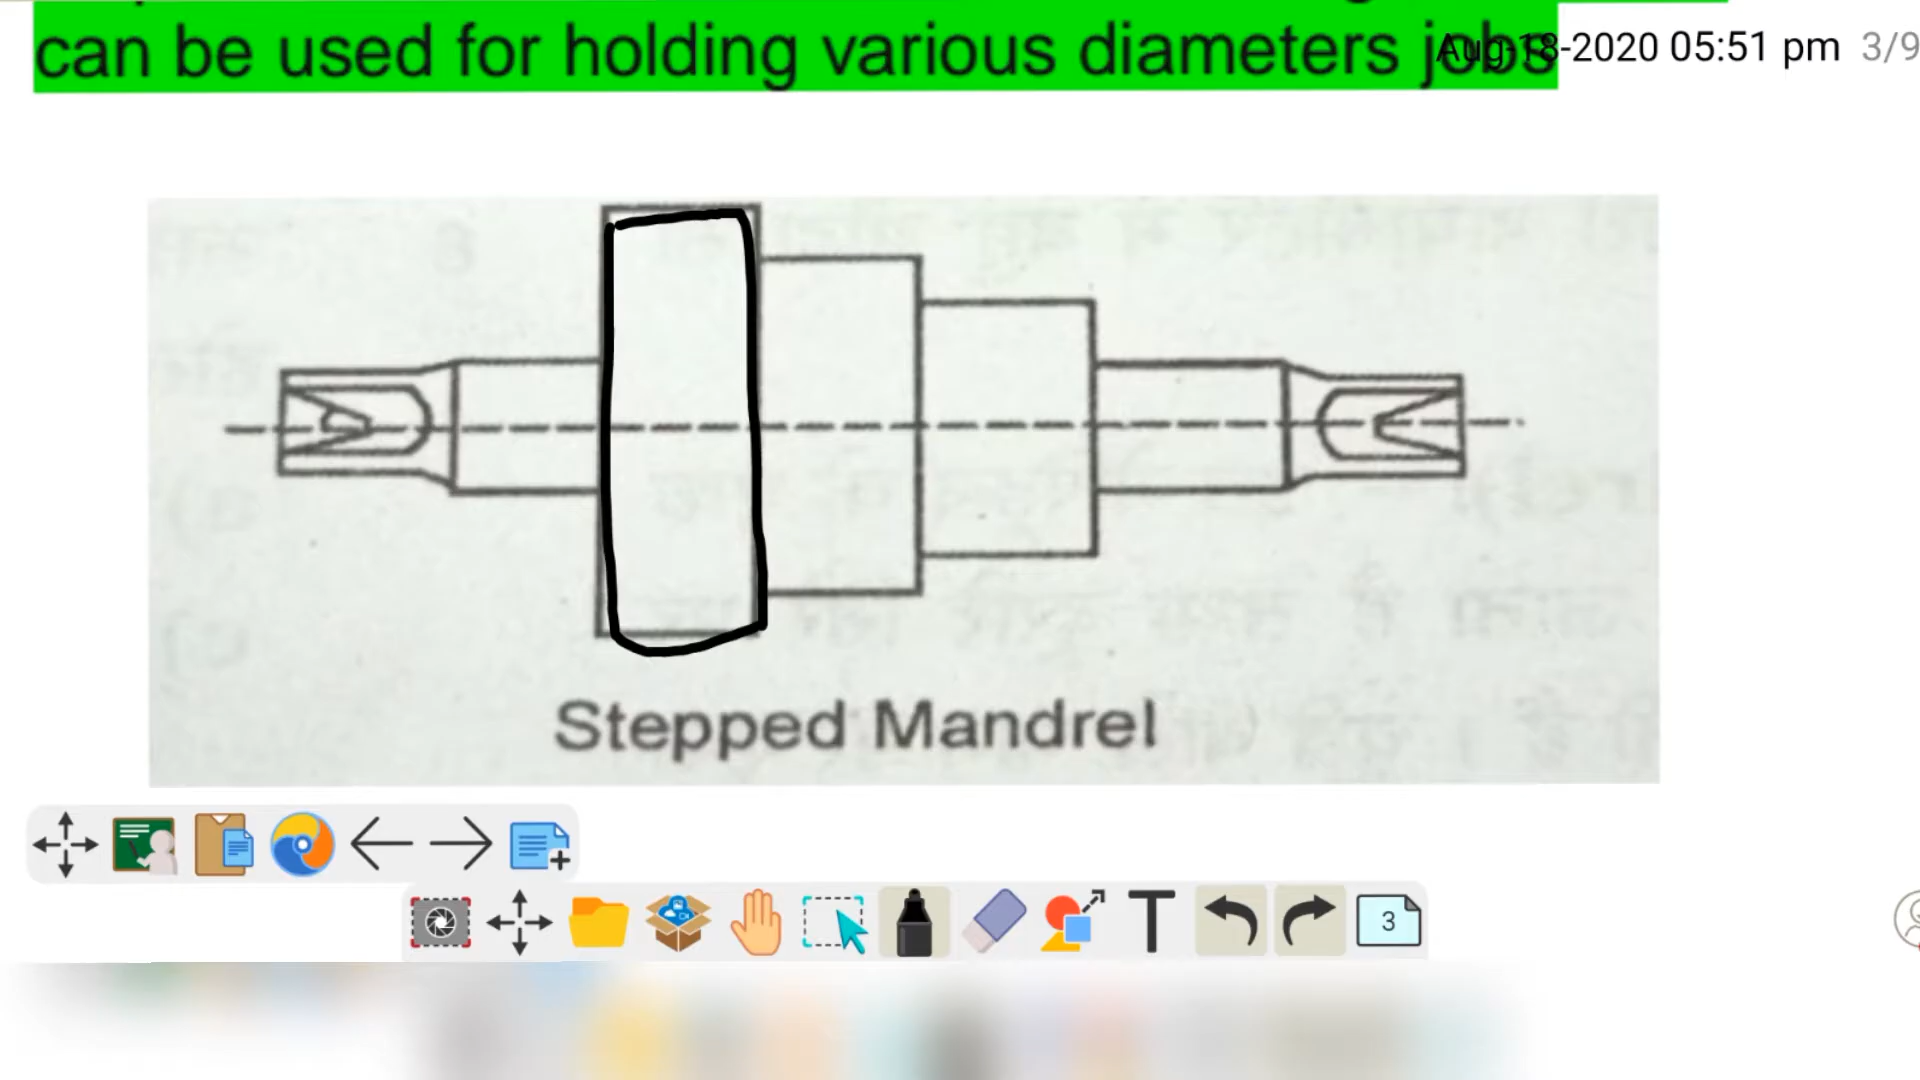 can be used for holding various diameters jobs
Aug-18-2020 05:51 pm 3/9
Stepped Mandrel
3